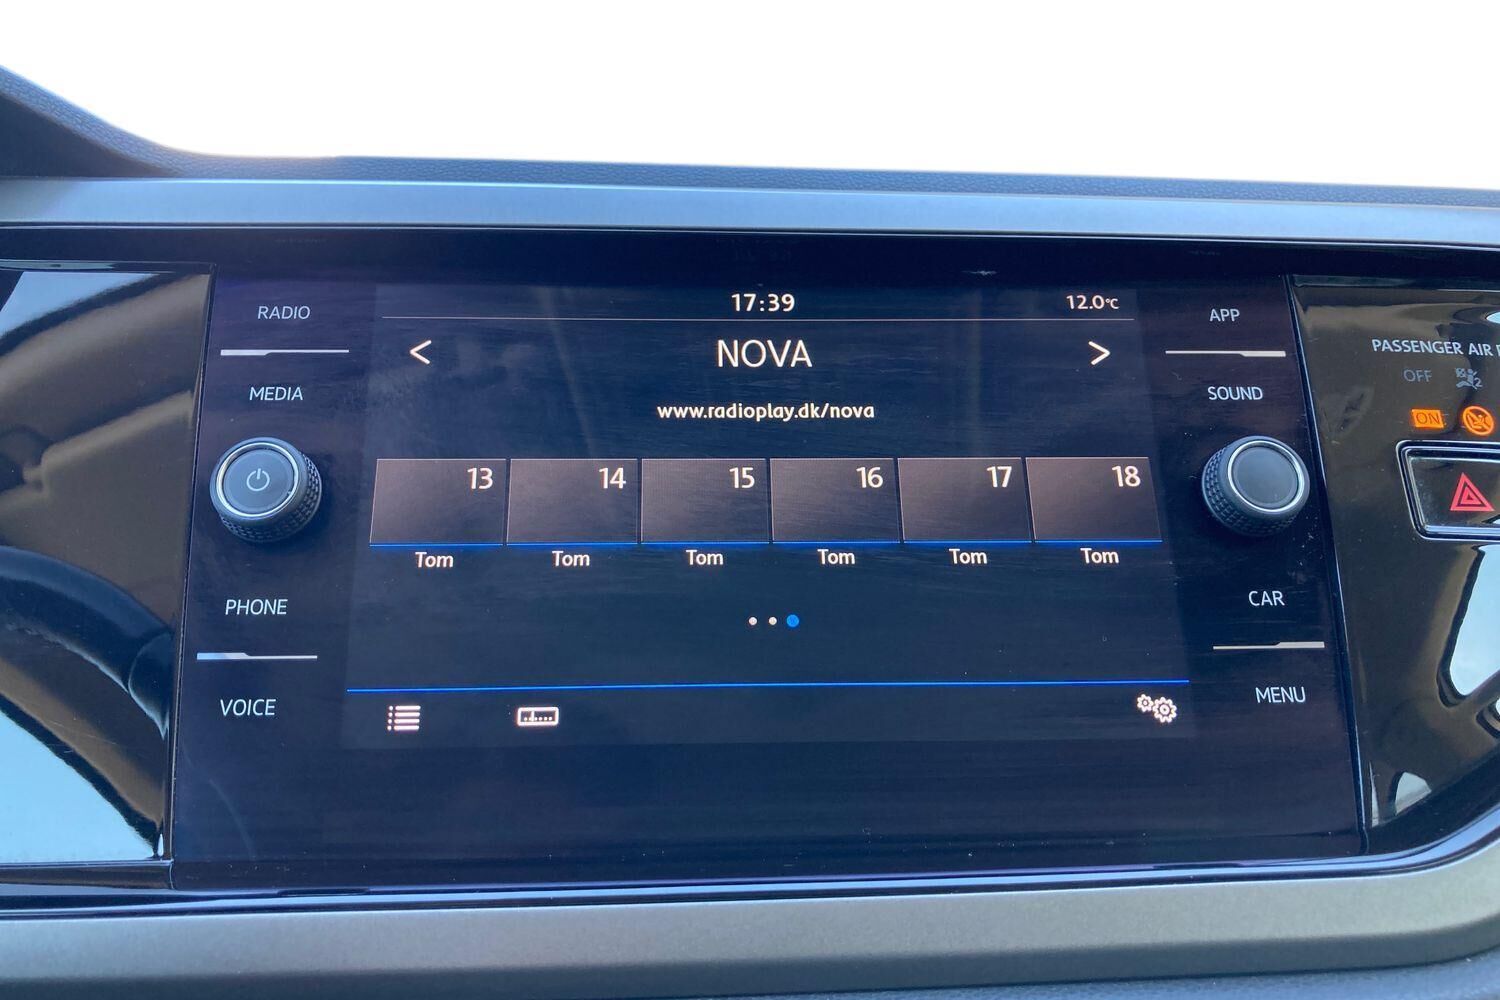 17:39
12.0°C
< NOVA >
www.radioplay.dk/nova
13 14 15 16 17 18
Tom Tom Tom Tom Tom Tom
RADIO
MEDIA
PHONE
VOICE
APP
SOUND
CAR
MENU
PASSENGER AIR
OFF
ON